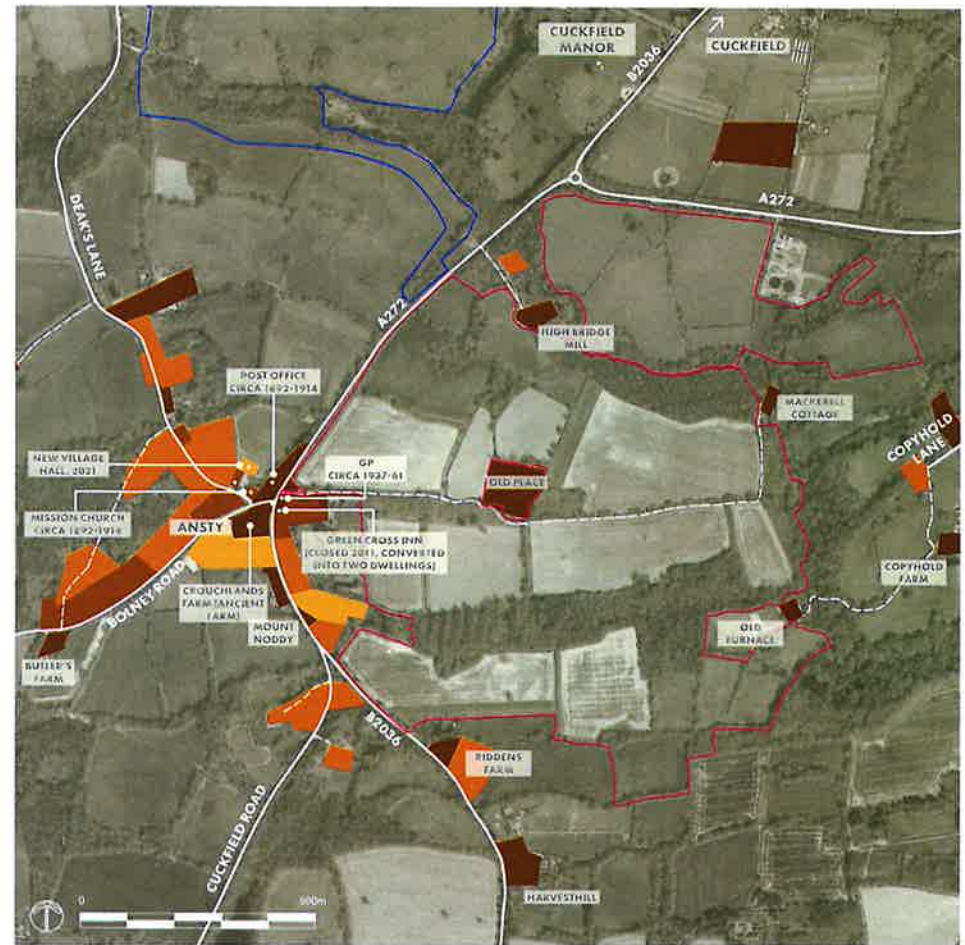 CUCKFIELD
MANOR
B2036
CUCKFIELD
A272
DEAK'S LANE
A272
HIGH BRIDGE
MILL
POST OFFICE
CIRCA 1892-1914
MACKERELL
COTTAGE
COPYHOLD
LANE
NEW VILLAGE
HALL, 2021
GP
CIRCA 1937-61
OLD PLACE
MISSION CHURCH
CIRCA 1892-1914
ANSTY
GREEN CROSS INN
(CLOSED 2011, CONVERTED
INTO TWO DWELLINGS)
COPYHOLD
FARM
BOLNEY ROAD
CROUCHLANDS
FARM (ANCIENT
FARM)
MOUNT
NODDY
OLD
FURNACE
BUTLER'S
FARM
B2036
RIDDENS
FARM
CUCKFIELD ROAD
HARVESTHILL
0
500m